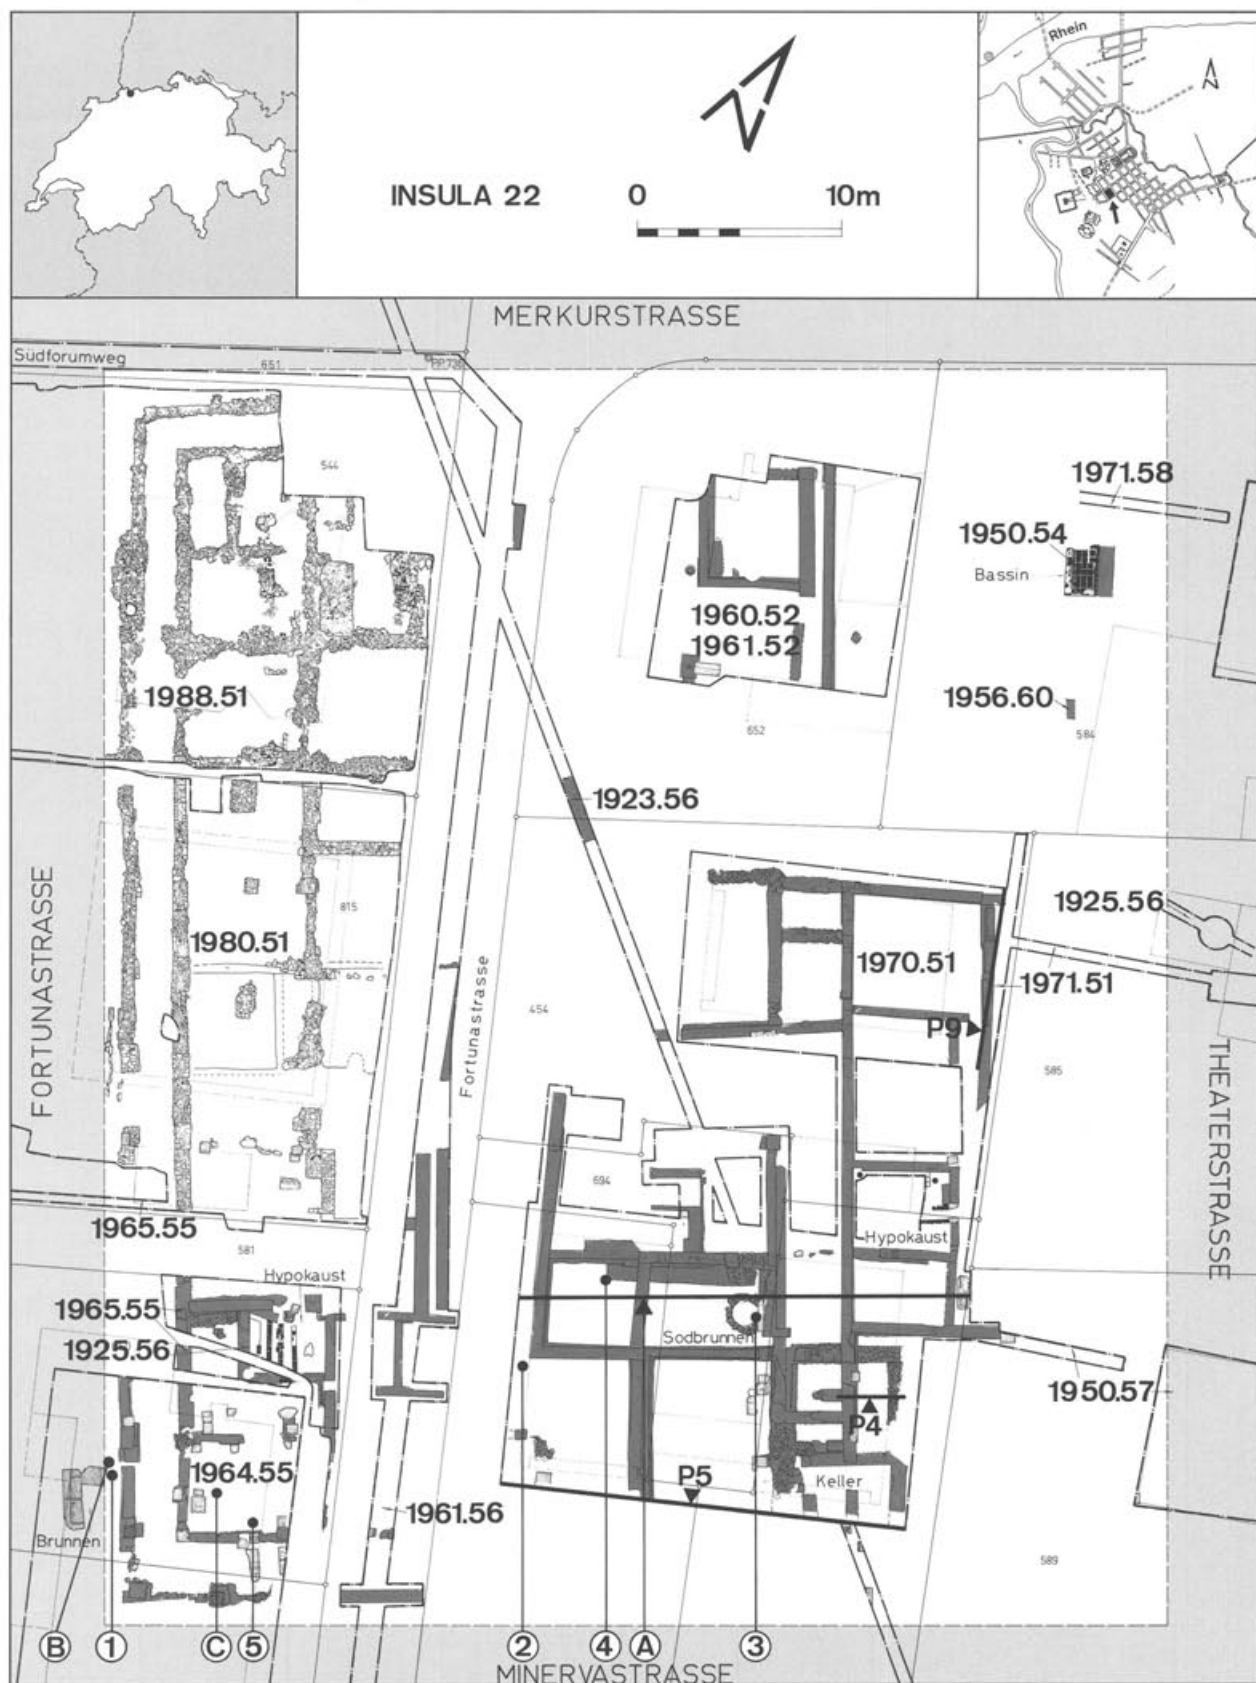 Rhein
N
INSULA 22
0 10m
MERKURSTRASSE
Südforumweg
651
544
1971.58
1950.54
Bassin
1960.52
1961.52
1988.51
1956.60
652
584
1923.56
FORTUNASTRASSE
815
1925.56
1980.51
1970.51
1971.51
Fortunastrasse
454
P9
585
THEATERSTRASSE
694
1965.55
581
Hypokaust
Hypokaust
1965.55
Sodbrunnen
1925.56
1950.57
P4
1964.55
P5
Keller
1961.56
Brunnen
589
B 1 C 5 2 4 A 3
MINERVASTRASSE